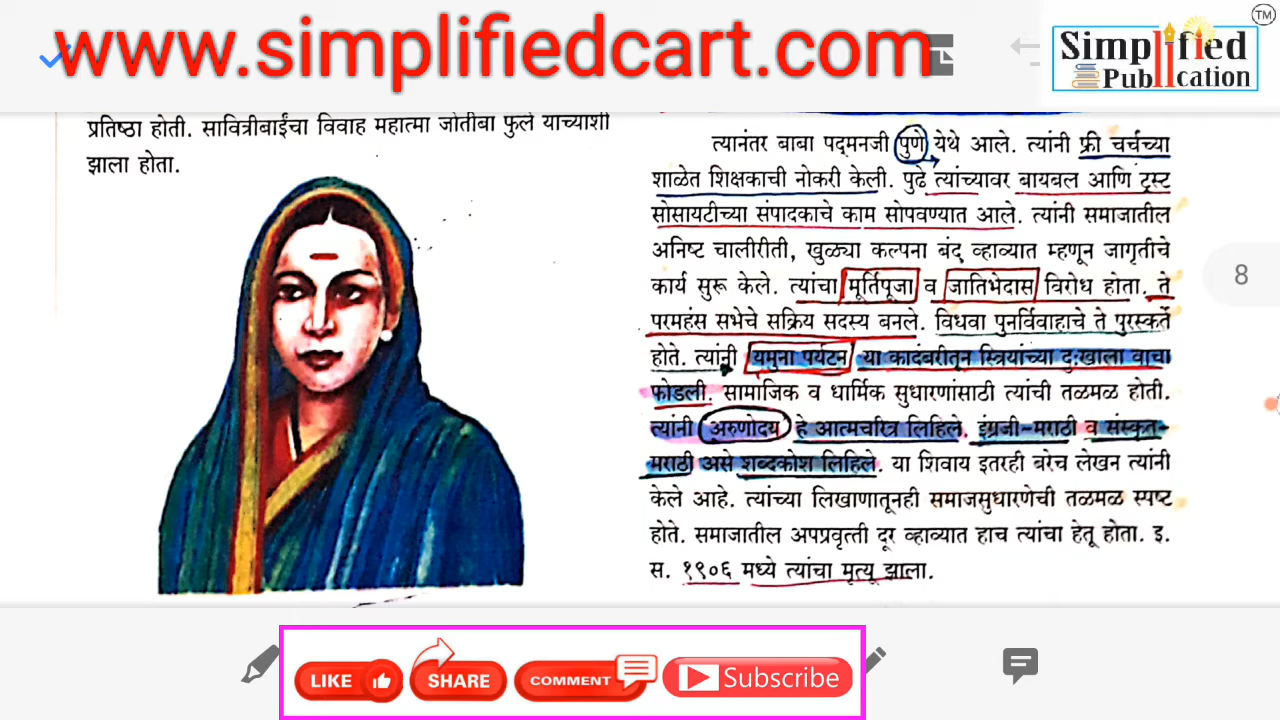 www.simplifiedcart.com
TM
Simplified
Publication
प्रतिष्ठा होती. सावित्रीबाईंचा विवाह महात्मा जोतीबा फुले यांच्याशी
झाला होता.
त्यानंतर बाबा पद्मनजी पुणे येथे आले. त्यांनी फ्री चर्चच्या
शाळेत शिक्षकाची नोकरी केली. पुढे त्यांच्यावर बायबल आणि ट्रस्ट
सोसायटीच्या संपादकाचे काम सोपवण्यात आले. त्यांनी समाजातील
अनिष्ट चालीरीती, खुळ्या कल्पना बंद व्हाव्यात म्हणून जागृतीचे
कार्य सुरू केले. त्यांचा मूर्तिपूजा व जातिभेदास विरोध होता. ते
परमहंस सभेचे सक्रिय सदस्य बनले. विधवा पुनर्विवाहाचे ते पुरस्कर्ते
होते. त्यांनी यमुना पर्यटन या कादंबरीतून स्त्रियांच्या दुःखाला वाचा
फोडली. सामाजिक व धार्मिक सुधारणांसाठी त्यांची तळमळ होती.
त्यांनी अरुणोदय हे आत्मचरित्र लिहिले. इंग्रजी-मराठी व संस्कृत-
मराठी असे शब्दकोश लिहिले. या शिवाय इतरही बरेच लेखन त्यांनी
केले आहे. त्यांच्या लिखाणातूनही समाजसुधारणेची तळमळ स्पष्ट
होते. समाजातील अपप्रवृत्ती दूर व्हाव्यात हाच त्यांचा हेतू होता. इ.
स. १९०६ मध्ये त्यांचा मृत्यू झाला.
8
LIKE
SHARE
COMMENT
Subscribe